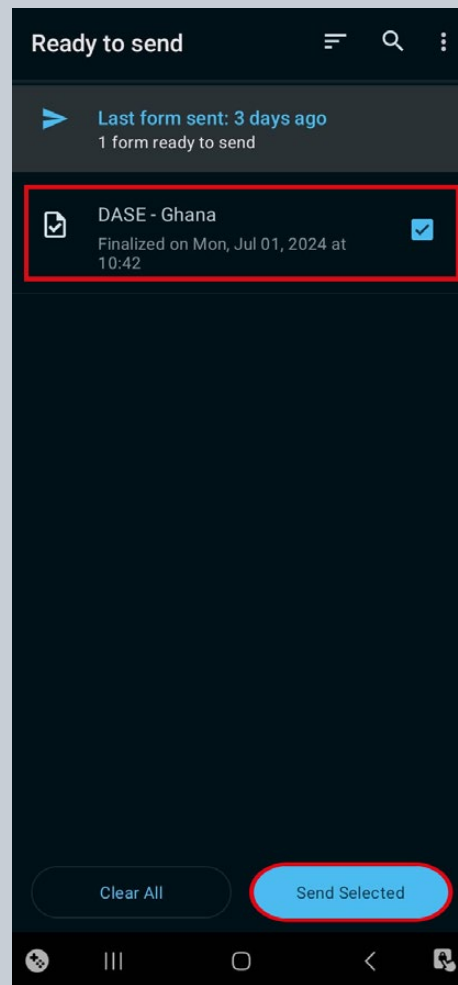 Ready to send
Last form sent: 3 days ago
1 form ready to send
DASE - Ghana
Finalized on Mon, Jul 01, 2024 at
10:42
Clear All
Send Selected